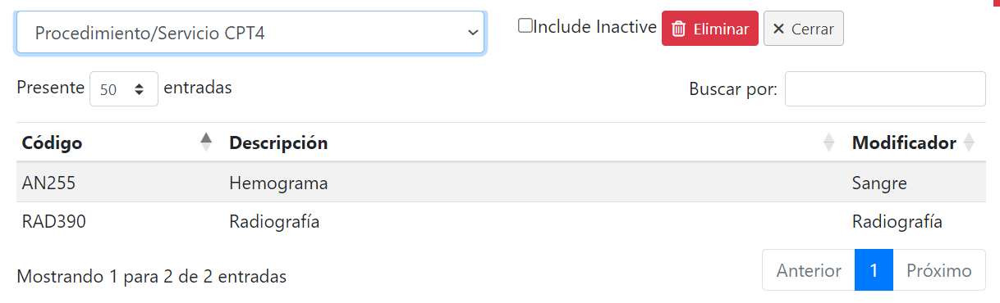 Procedimiento/Servicio CPT4 Include Inactive Eliminar Cerrar
Presente 50 entradas Buscar por:
Código Descripción Modificador
AN255 Hemograma Sangre
RAD390 Radiografía Radiografía
Mostrando 1 para 2 de 2 entradas Anterior 1 Próximo